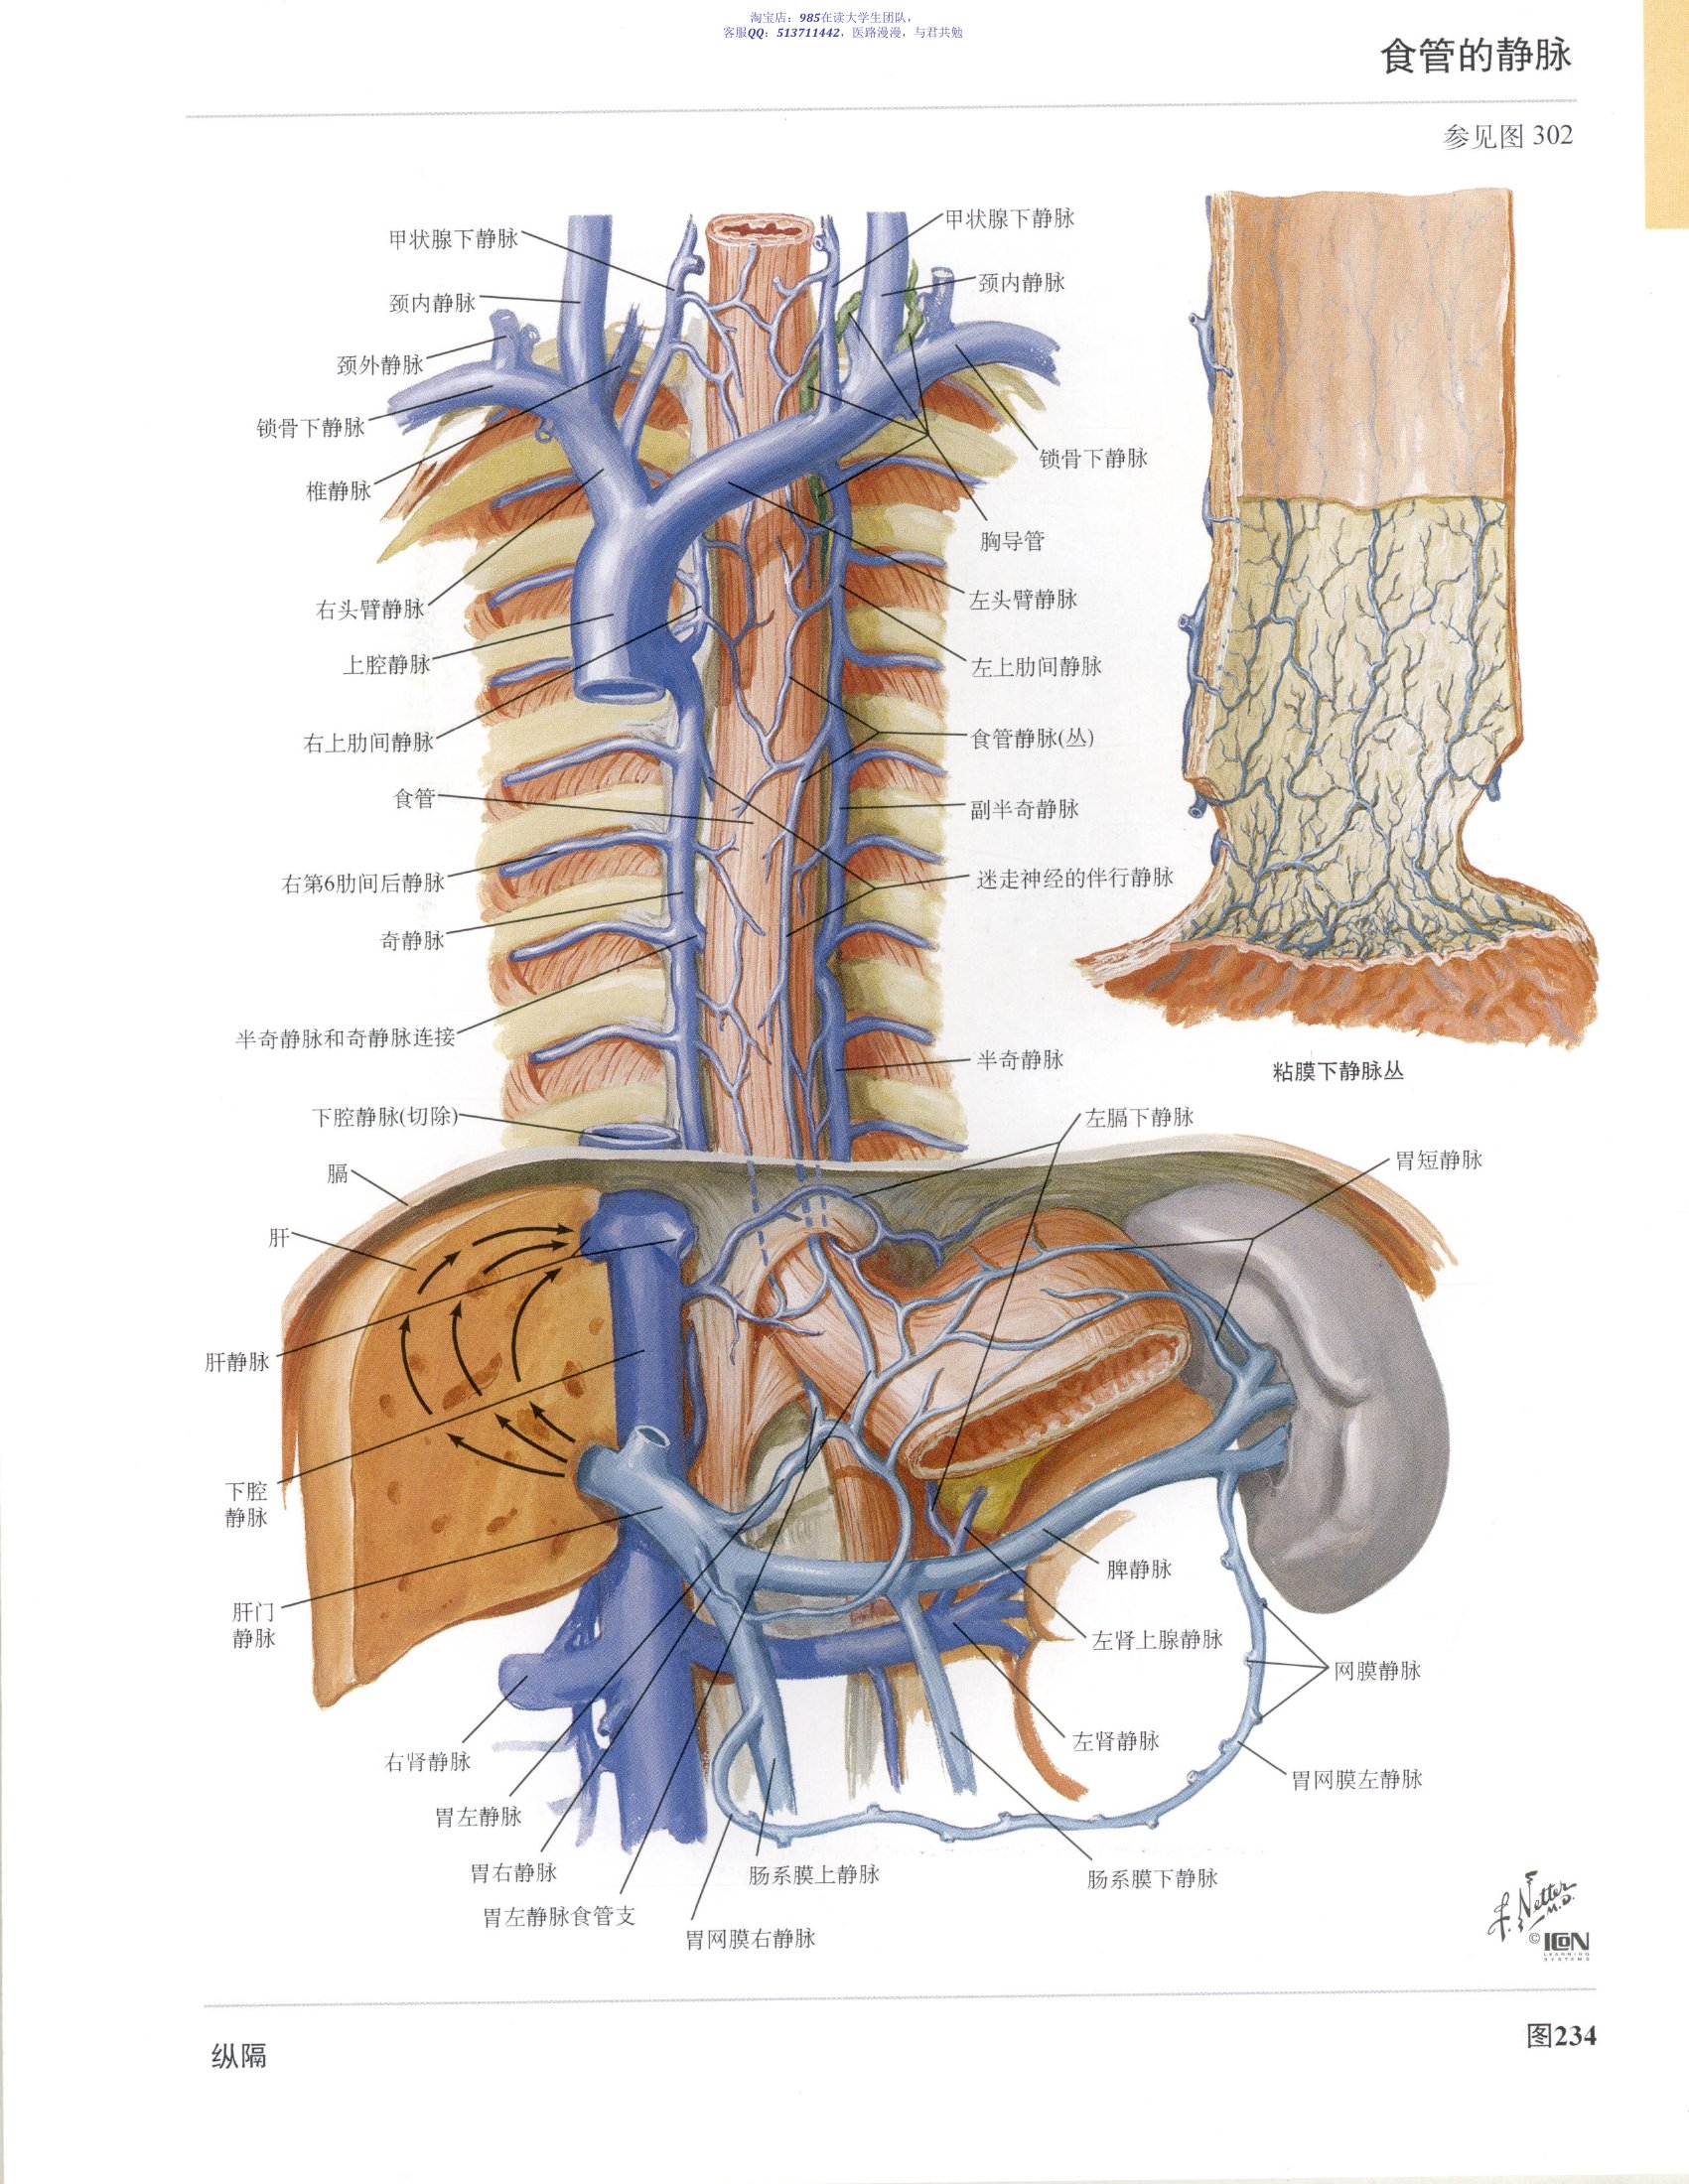 淘宝店：985在读大学生团队，
客服QQ：513711442，医路漫漫，与君共勉
食管的静脉
参见图 302
甲状腺下静脉
颈内静脉
颈外静脉
锁骨下静脉
椎静脉
右头臂静脉
上腔静脉
右上肋间静脉
食管
右第6肋间后静脉
奇静脉
半奇静脉和奇静脉连接
下腔静脉(切除)
膈
肝
肝静脉
下腔
静脉
肝门
静脉
右肾静脉
胃左静脉
胃右静脉
胃左静脉食管支
胃网膜右静脉
肠系膜上静脉
甲状腺下静脉
颈内静脉
锁骨下静脉
胸导管
左头臂静脉
左上肋间静脉
食管静脉(丛)
副半奇静脉
迷走神经的伴行静脉
半奇静脉
粘膜下静脉丛
左膈下静脉
胃短静脉
脾静脉
左肾上腺静脉
网膜静脉
左肾静脉
胃网膜左静脉
肠系膜下静脉
F. Netter
M.D.
© ICON
LEARNING
SYSTEMS
纵隔
图234